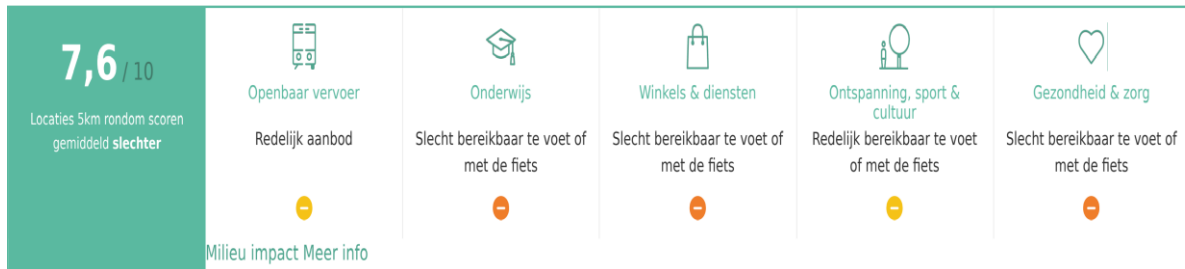 7,6 / 10
Locaties 5km rondom scoren
gemiddeld slechter
Openbaar vervoer
Redelijk aanbod
Onderwijs
Slecht bereikbaar te voet of
met de fiets
Winkels & diensten
Slecht bereikbaar te voet of
met de fiets
Ontspanning, sport &
cultuur
Redelijk bereikbaar te voet
of met de fiets
Gezondheid & zorg
Slecht bereikbaar te voet of
met de fiets
Milieu impact Meer info